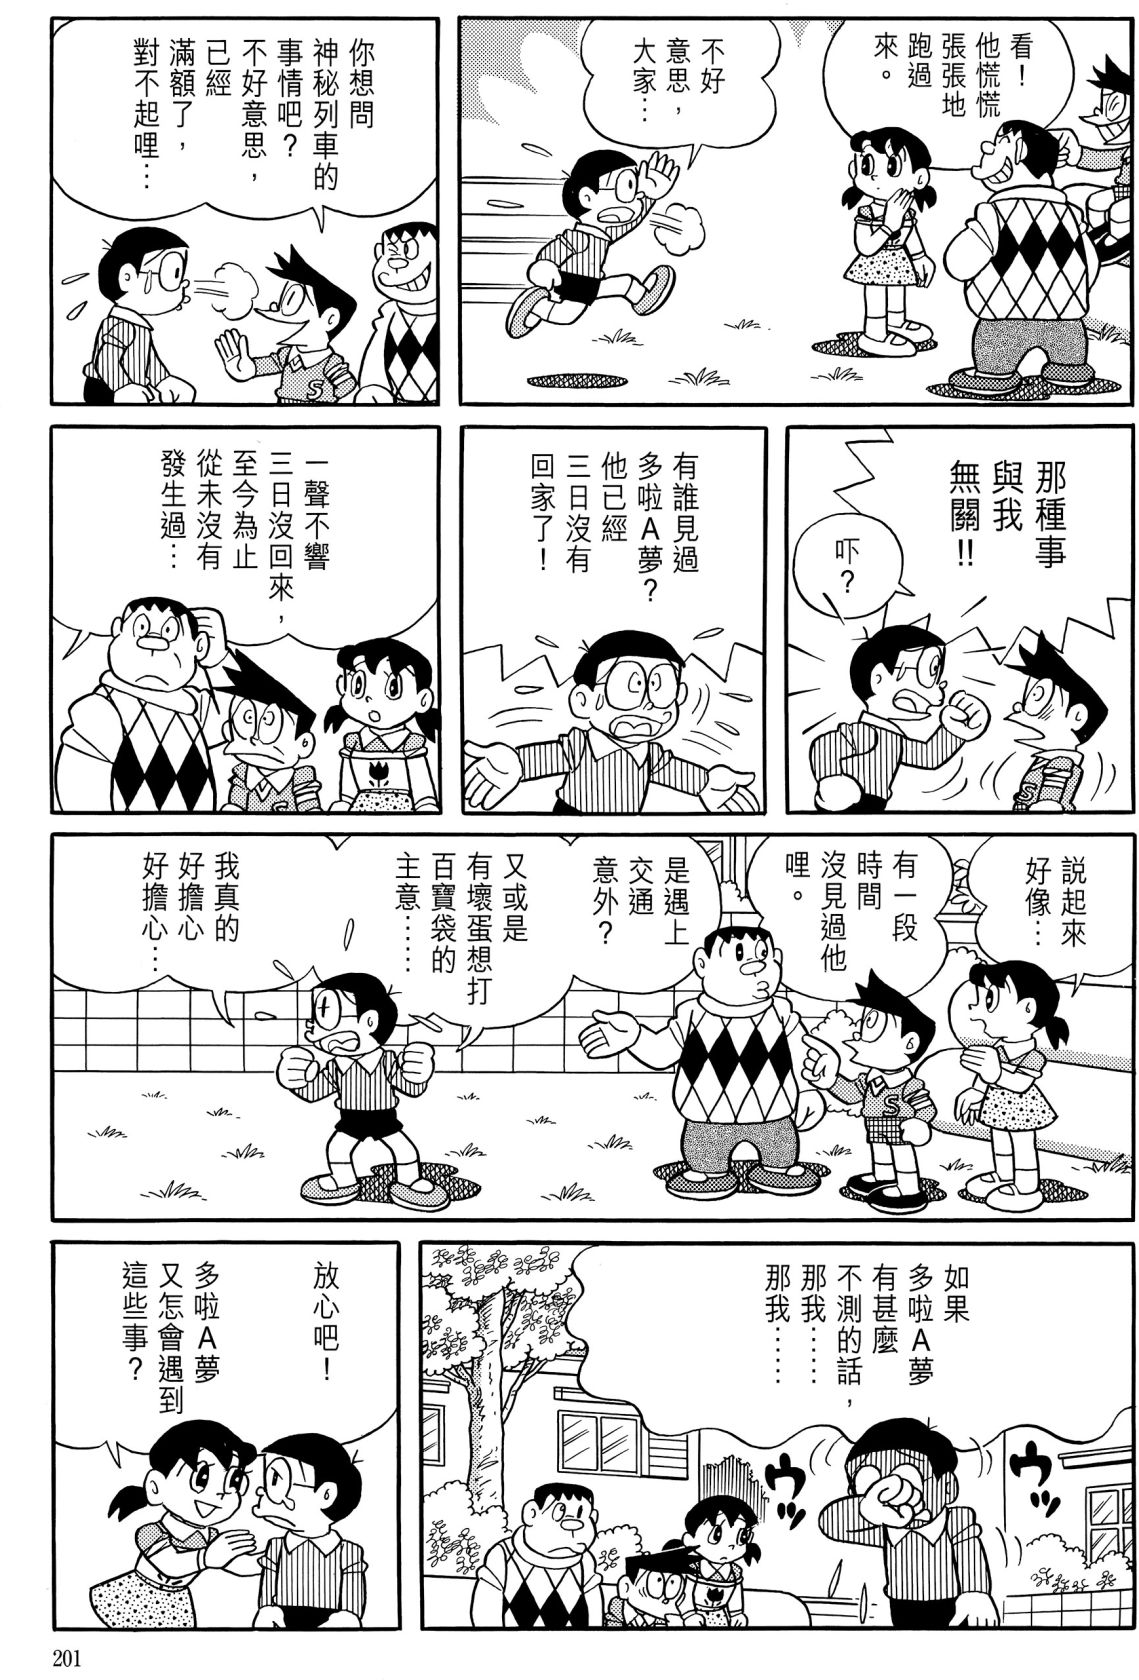 看！
他慌慌
張張地
跑過
來。
不好
意思，
大家…
你想問
神秘列車的
事情吧？
不好意思，
已經
滿額了，
對不起哩…
那種事
與我
無關!!
吓？
有誰見過
多啦A夢？
他已經
三日沒有
回家了！
一聲不響
三日沒回來，
至今為止
從未沒有
發生過…
說起來
好像…
有一段
時間
沒見過他
哩。
是遇上
交通
意外？
又或是
有壞蛋想打
百寶袋的
主意……
我真的
好擔心
好擔心…
如果
多啦A夢
有甚麼
不測的話，
那我……
那我……
ウッ
ウッ
放心吧！
多啦A夢
又怎會遇到
這些事？
S
S
S
S
201